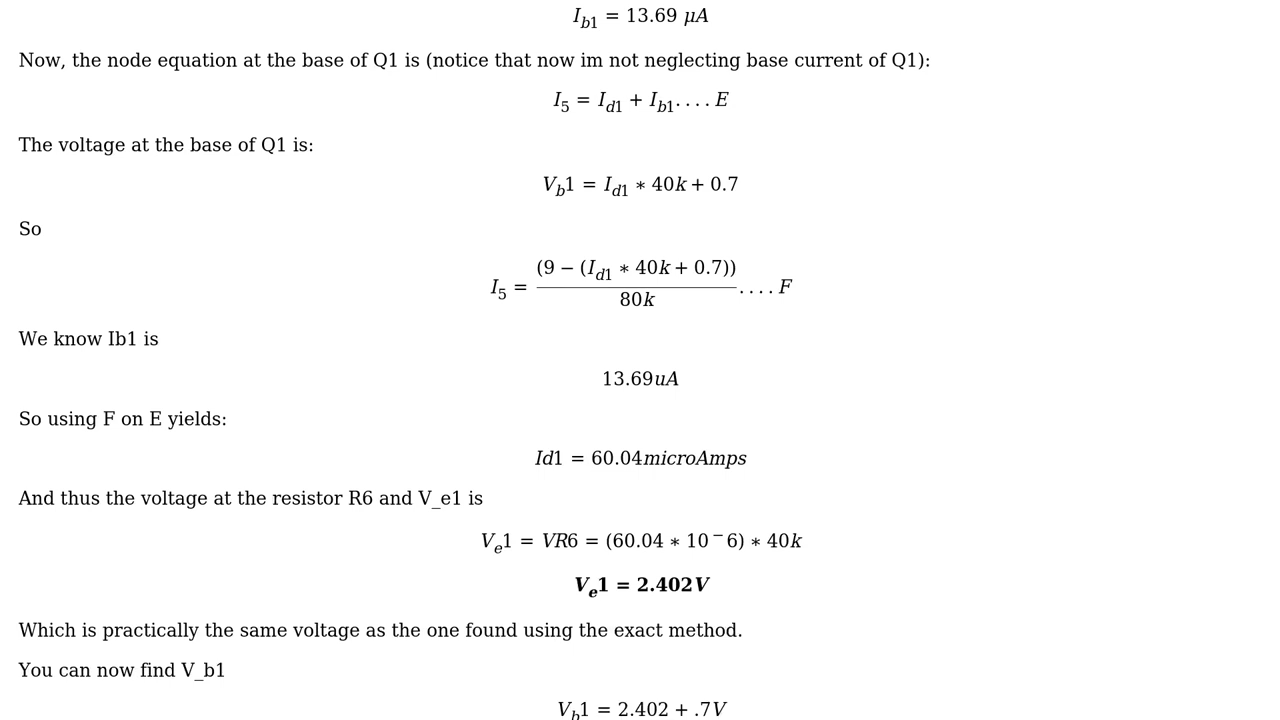 I_{b1} = 13.69 μA
Now, the node equation at the base of Q1 is (notice that now im not neglecting base current of Q1):
I_5 = I_{d1} + I_{b1}....E
The voltage at the base of Q1 is:
V_b1 = I_{d1} * 40k + 0.7
So
I_5 = \frac{(9 − (I_{d1} * 40k + 0.7))}{80k}....F
We know Ib1 is
13.69uA
So using F on E yields:
Id1 = 60.04microAmps
And thus the voltage at the resistor R6 and V_e1 is
V_e1 = VR6 = (60.04 * 10^−6) * 40k
V_e1 = 2.402V
Which is practically the same voltage as the one found using the exact method.
You can now find V_b1
V_b1 = 2.402 + .7V